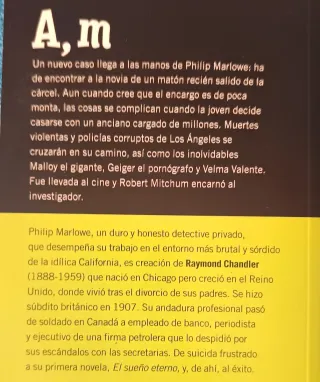 A, m
Un nuevo caso llega a las manos de Philip Marlowe: ha
de encontrar a la novia de un matón recién salido de la
cárcel. Aun cuando cree que el encargo es de poca
monta, las cosas se complican cuando la joven decide
casarse con un anciano cargado de millones. Muertes
violentas y policías corruptos de Los Ángeles se
cruzarán en su camino, así como los inolvidables
Malloy el gigante, Geiger el pornógrafo y Velma Valente.
Fue llevada al cine y Robert Mitchum encarnó al
investigador.
Philip Marlowe, un duro y honesto detective privado,
que desempeña su trabajo en el entorno más brutal y sórdido
de la idílica California, es creación de Raymond Chandler
(1888-1959) que nació en Chicago pero creció en el Reino
Unido, donde vivió tras el divorcio de sus padres. Se hizo
súbdito británico en 1907. Su andadura profesional pasó
de soldado en Canadá a empleado de banco, periodista
y ejecutivo de una firma petrolera que lo despidió por
sus escándalos con las secretarias. De suicida frustrado
a su primera novela, El sueño eterno, y, de ahí, al éxito.